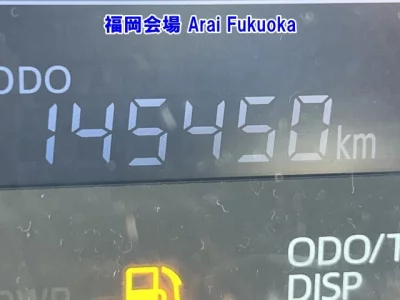 福岡会場 Arai Fukuoka
ODO
145450 km
ODO/T
DISP